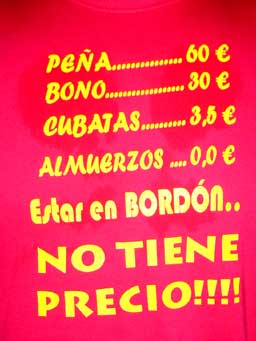 PEÑA................ 60 €
BONO.................. 30 €
CUBATAS.......... 3,5 €
ALMUERZOS .... 0,0 €
Estar en BORDÓN..
NO TIENE
PRECIO!!!!